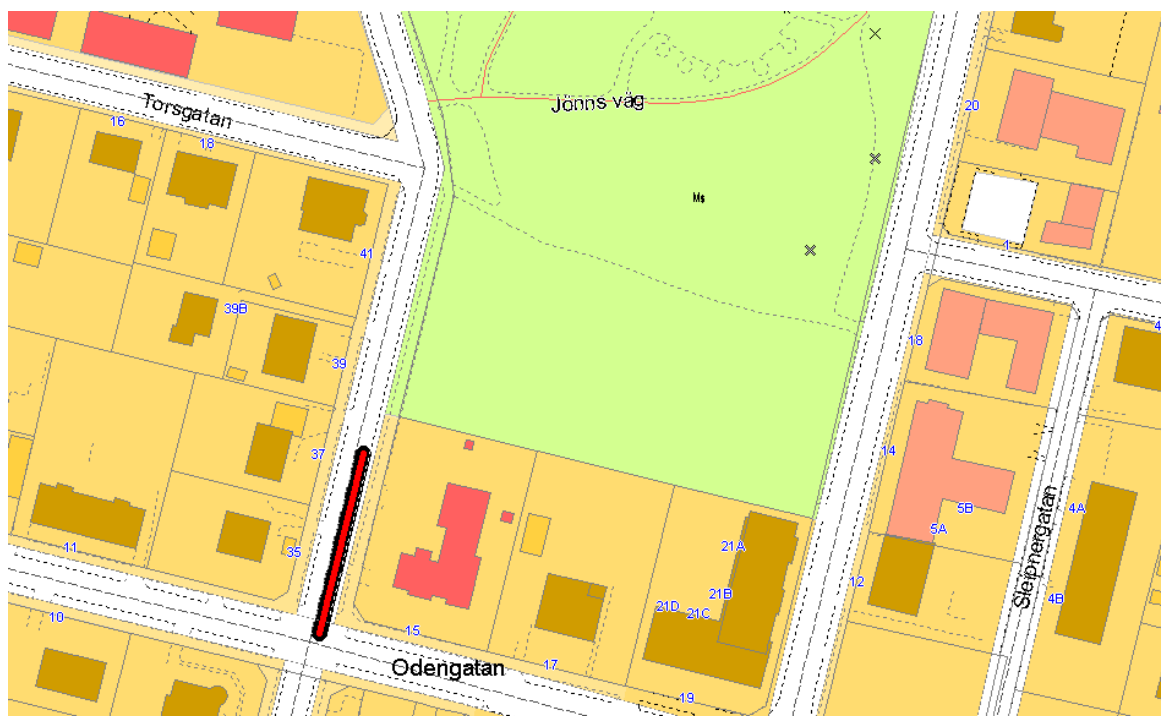 Torsgatan
Jönns väg
20
16
18
1
41
39B
39
18
4
37
14
11
35
21A
5B
5A
4A
Sleipnergatan
12
21B
21D
21C
4B
10
15
17
Odengatan
19